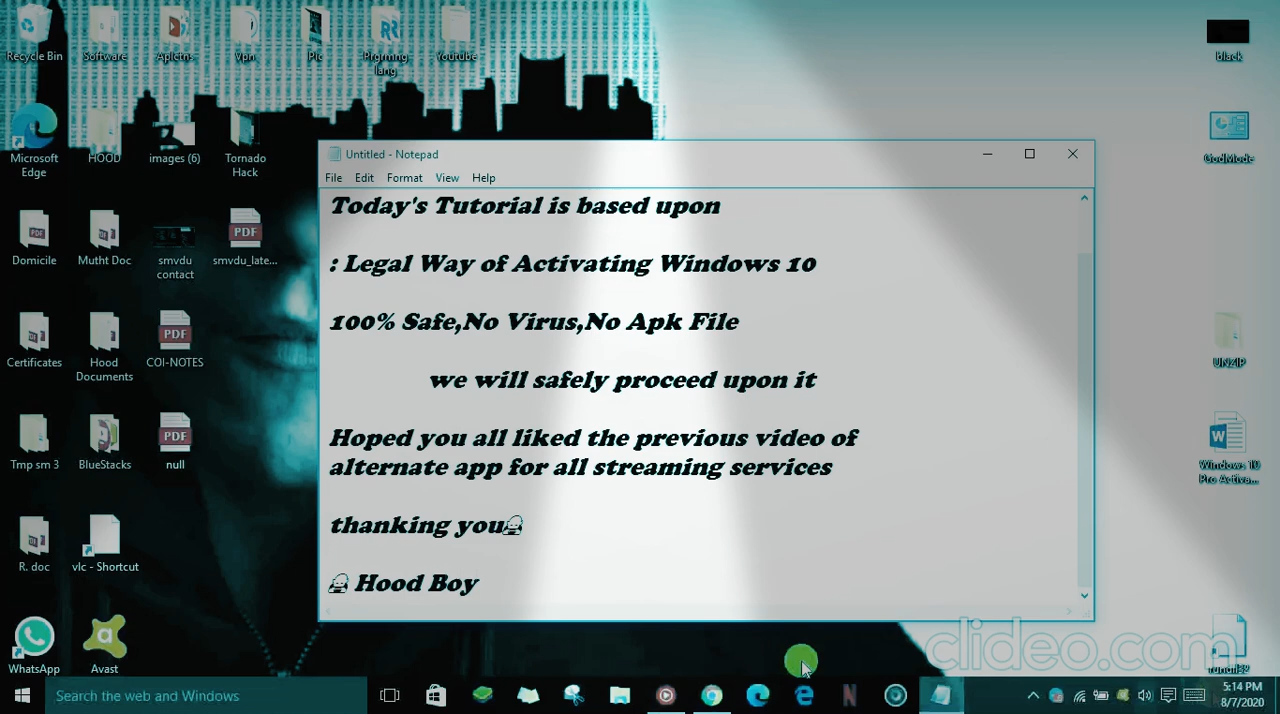 Recycle Bin
Software
Aplctns
Vpn
Pic
Prgrmng lang
Youtube
black
Microsoft Edge
HOOD
images (6)
Tornado Hack
GodMode
Untitled - Notepad
File Edit Format View Help
Today's Tutorial is based upon
: Legal Way of Activating Windows 10
100% Safe,No Virus,No Apk File
we will safely proceed upon it
Hoped you all liked the previous video of
alternate app for all streaming services
thanking you
Hood Boy
Domicile
Mutht Doc
smvdu contact
PDF
smvdu_late...
Certificates
Hood Documents
PDF
COI-NOTES
UNZIP
Tmp sm 3
BlueStacks
PDF
null
Windows 10
Pro Activa...
R. doc
vlc - Shortcut
WhatsApp
Avast
clideo.com
rundll32
Search the web and Windows
5:14 PM
8/7/2020